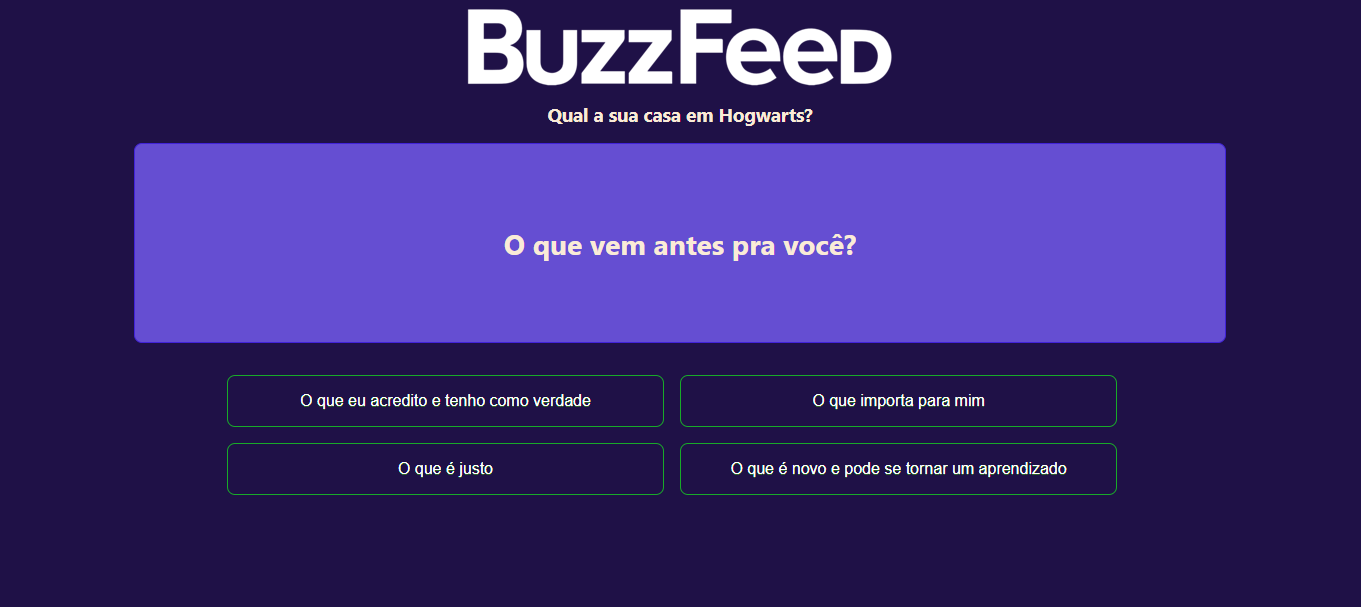 BuzzFeed
Qual a sua casa em Hogwarts?
O que vem antes pra você?
O que eu acredito e tenho como verdade
O que importa para mim
O que é justo
O que é novo e pode se tornar um aprendizado